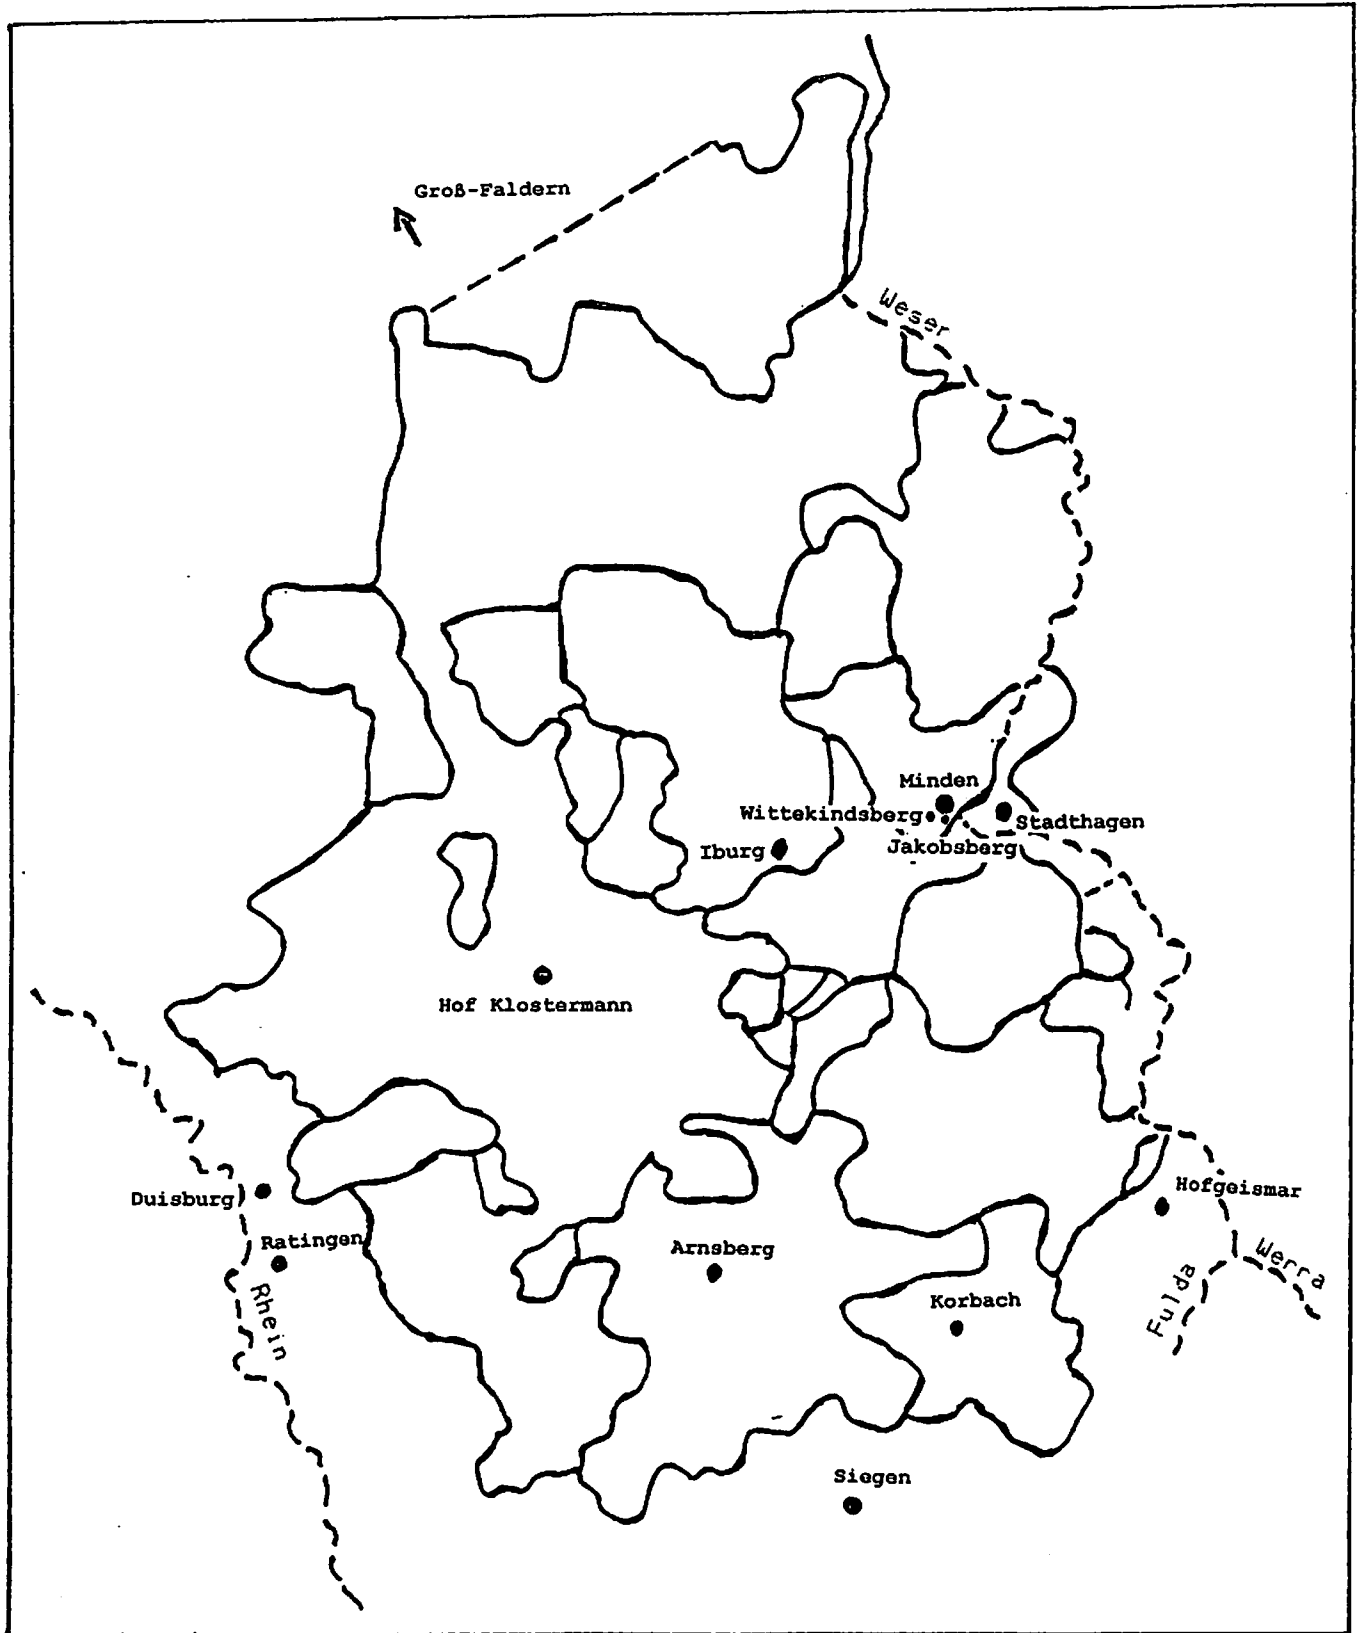 Groß-Faldern
Weser
Minden
Wittekindsberg
Stadthagen
Jakobsberg
Iburg
Hof Klostermann
Duisburg
Hofgeismar
Ratingen
Arnsberg
Werra
Fulda
Rhein
Korbach
Siegen